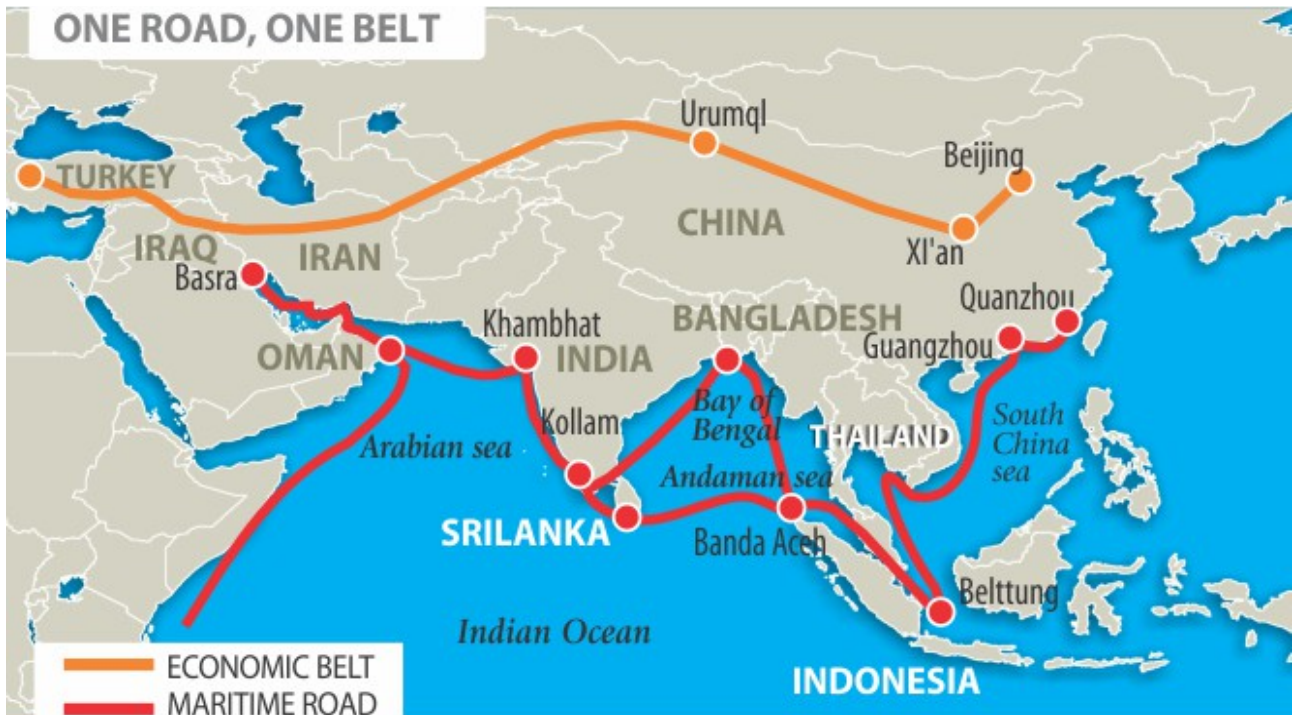 ONE ROAD, ONE BELT
Urumql
Beijing
TURKEY
CHINA
XI'an
IRAQ
IRAN
Basra
Quanzhou
Khambhat
BANGLADESH
Guangzhou
OMAN
INDIA
Bay of
Bengal
Kollam
South
China
sea
THAILAND
Arabian sea
Andaman sea
SRILANKA
Banda Aceh
Belttung
Indian Ocean
INDONESIA
ECONOMIC BELT
MARITIME ROAD